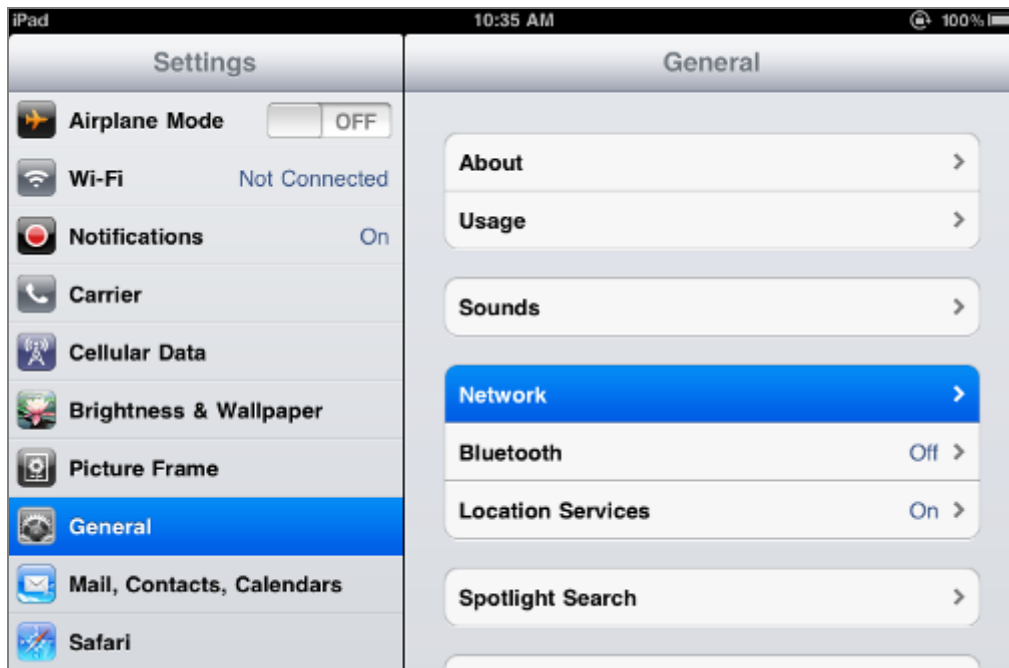 iPad 10:35 AM 100%
Settings
General
Airplane Mode OFF
Wi-Fi Not Connected
Notifications On
Carrier
Cellular Data
Brightness & Wallpaper
Picture Frame
General
Mail, Contacts, Calendars
Safari
About
Usage
Sounds
Network
Bluetooth Off
Location Services On
Spotlight Search